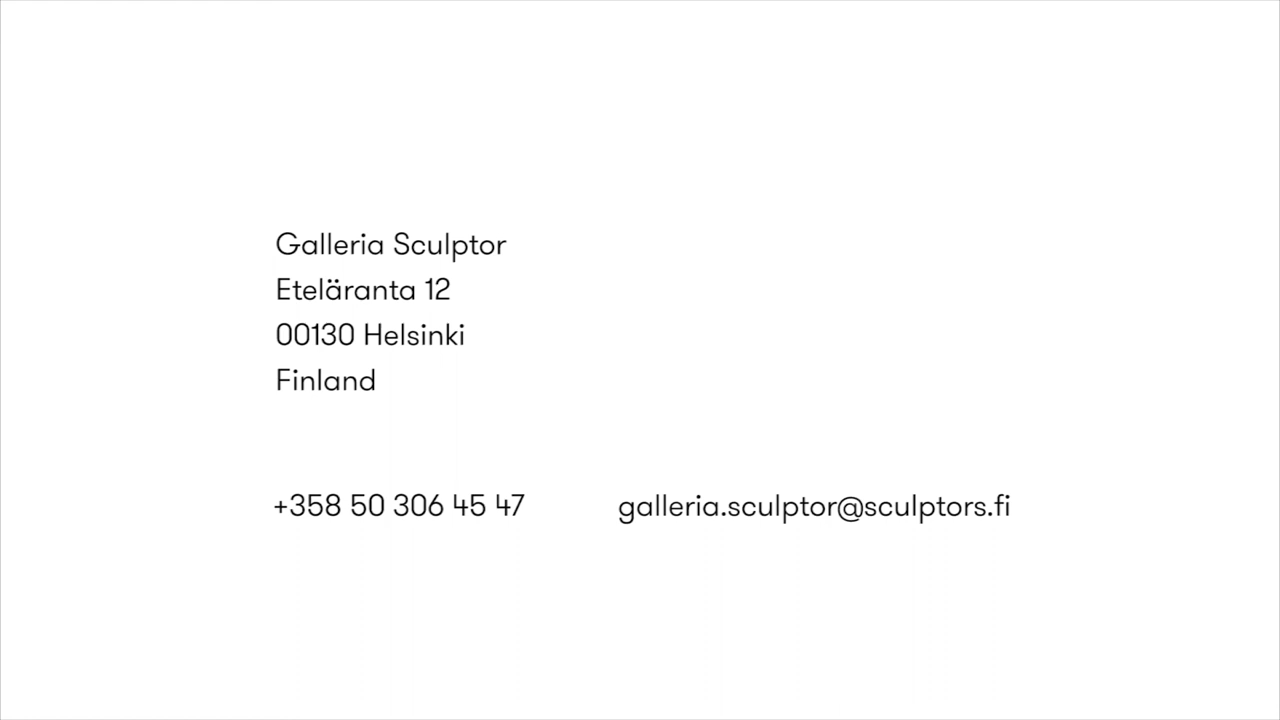 Galleria Sculptor
Eteläranta 12
00130 Helsinki
Finland
+358 50 306 45 47
galleria.sculptor@sculptors.fi